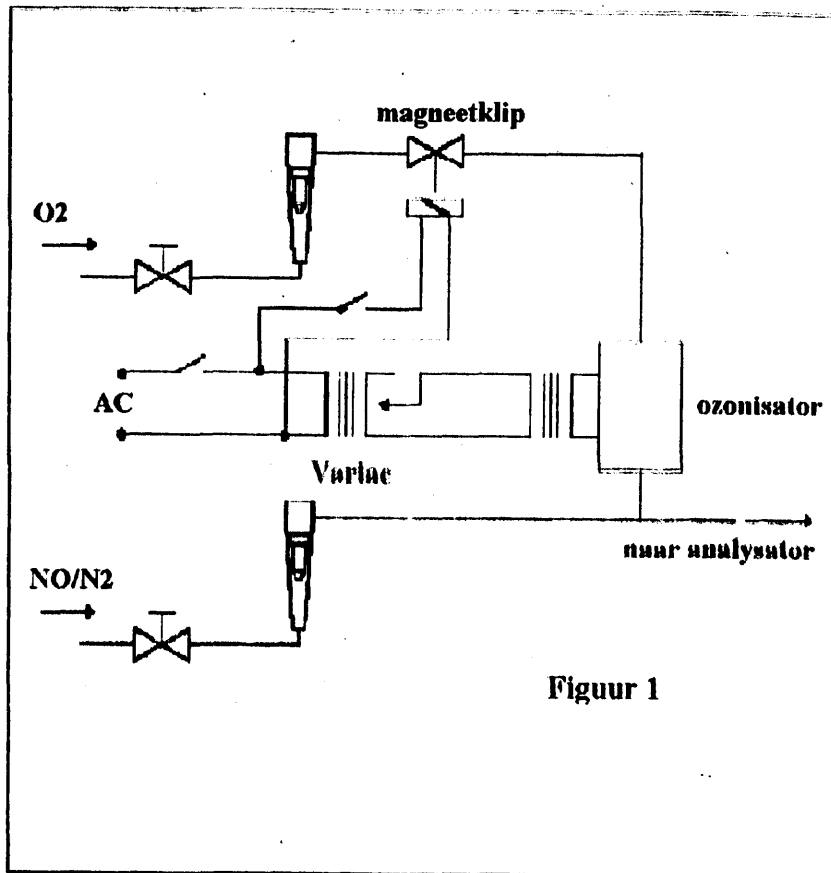 magneetklip
O2
AC
ozonisator
Variac
naar analysator
NO/N2
Figuur 1